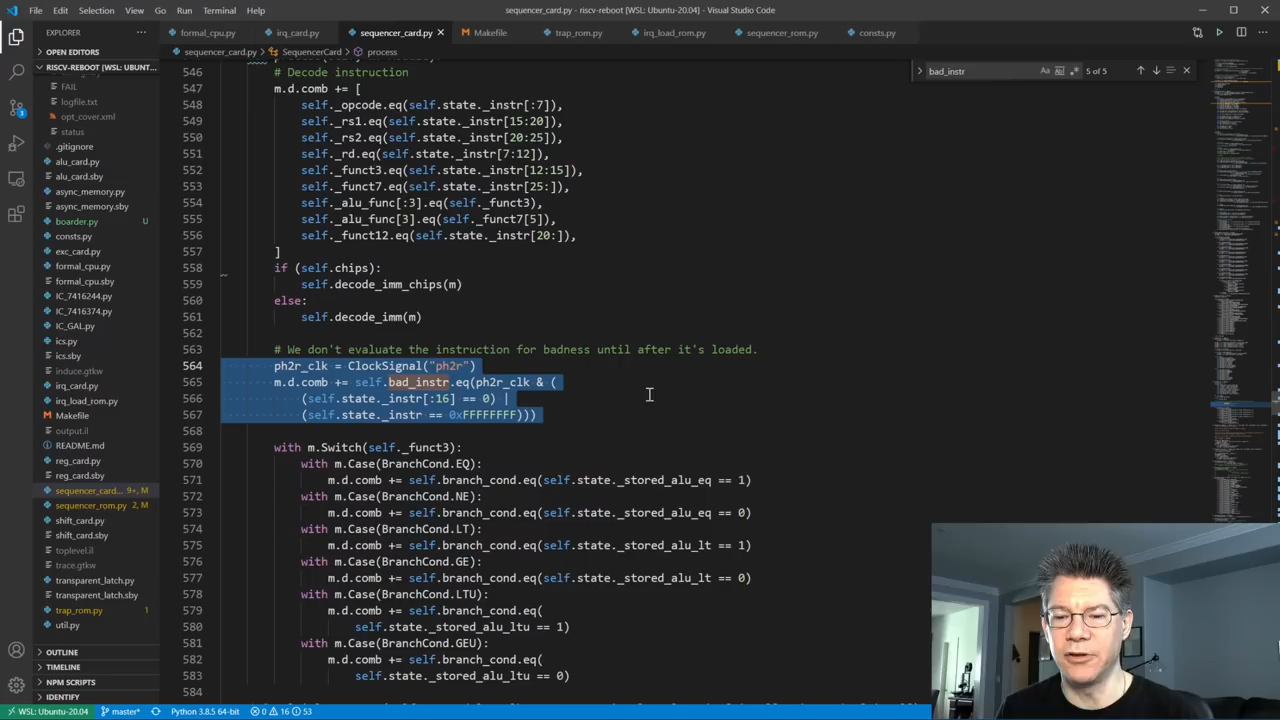 File Edit Selection View Go Run Terminal Help
sequencer_card.py - riscv-reboot [WSL: Ubuntu-20.04] - Visual Studio Code
EXPLORER
OPEN EDITORS
RISCV-REBOOT [WSL: UBUNT...
FAIL
logfile.txt
opt_cover.xml
status
.gitignore
alu_card.py
alu_card.sby
async_memory.py
async_memory.sby
boarder.py U
consts.py
exc_card.py
formal_cpu.py
formal_cpu.sby
IC_7416244.py
IC_7416374.py
IC_GAL.py
ics.py
ics.sby
induze.gtkw
irq_card.py
irq_load_rom.py
Makefile
output.il
README.md
reg_card.py
reg_card.sby
sequencer_card... 9+, M
sequencer_rom.py 2, M
shift_card.py
shift_card.sby
toplevel.il
trace.gtkw
transparent_latch.py
transparent_latch.sby
trap_rom.py 1
util.py
OUTLINE
TIMELINE
NPM SCRIPTS
IDENTIFY
formal_cpu.py irq_card.py sequencer_card.py Makefile trap_rom.py irq_load_rom.py sequencer_rom.py consts.py
sequencer_card.py > SequencerCard > process
bad_instr Aa 5 of 5
546 # Decode instruction
547 m.d.comb += [
548 self._opcode.eq(self.state._instr[:7]),
549 self._rs1.eq(self.state._instr[15:20]),
550 self._rs2.eq(self.state._instr[20:25]),
551 self._rd.eq(self.state._instr[7:12]),
552 self._funct3.eq(self.state._instr[12:15]),
553 self._funct7.eq(self.state._instr[25:]),
554 self._alu_func[:3].eq(self._funct3),
555 self._alu_func[3].eq(self._funct7[5]),
556 self._funct12.eq(self.state._instr[20:]),
557 ]
558 if (self.chips):
559 self.decode_imm_chips(m)
560 else:
561 self.decode_imm(m)
562
563 # We don't evaluate the instruction for badness until after it's loaded.
564 ph2r_clk = ClockSignal("ph2r")
565 m.d.comb += self.bad_instr.eq(ph2r_clk & (
566 (self.state._instr[:16] == 0) |
567 (self.state._instr == 0xFFFFFFFF)))
568
569 with m.Switch(self._funct3):
570 with m.Case(BranchCond.EQ):
571 m.d.comb += self.branch_cond.eq(self.state._stored_alu_eq == 1)
572 with m.Case(BranchCond.NE):
573 m.d.comb += self.branch_cond.eq(self.state._stored_alu_eq == 0)
574 with m.Case(BranchCond.LT):
575 m.d.comb += self.branch_cond.eq(self.state._stored_alu_lt == 1)
576 with m.Case(BranchCond.GE):
577 m.d.comb += self.branch_cond.eq(self.state._stored_alu_lt == 0)
578 with m.Case(BranchCond.LTU):
579 m.d.comb += self.branch_cond.eq(
580 self.state._stored_alu_ltu == 1)
581 with m.Case(BranchCond.GEU):
582 m.d.comb += self.branch_cond.eq(
583 self.state._stored_alu_ltu == 0)
584
WSL: Ubuntu-20.04 master* Python 3.8.5 64-bit 0 16 53